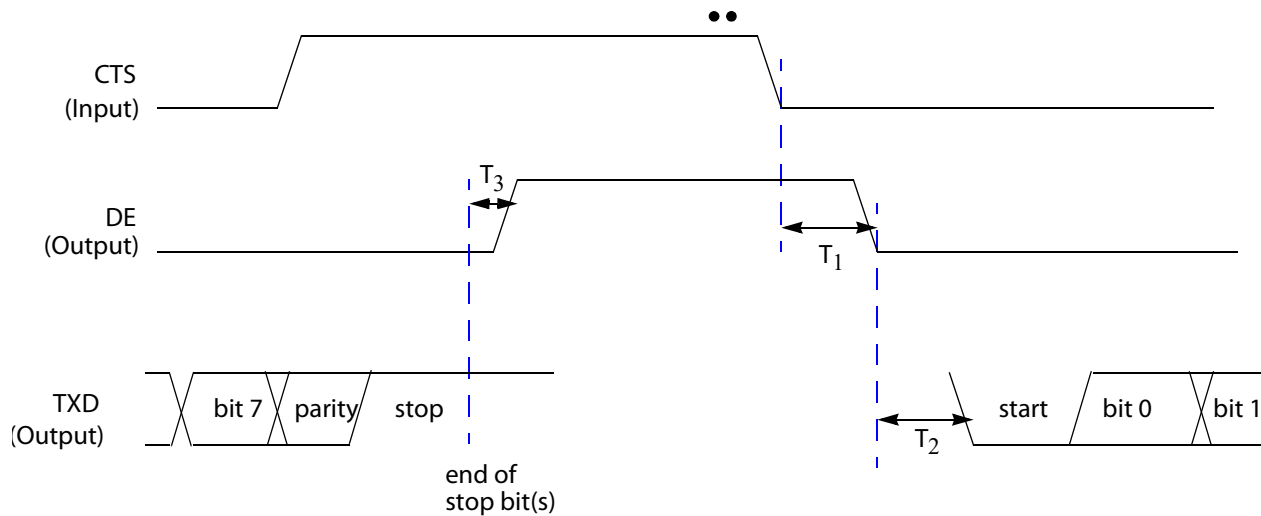 CTS
(Input)
T3
DE
(Output)
T1
TXD
(Output)
bit 7
parity
stop
T2
start
bit 0
bit 1
end of
stop bit(s)